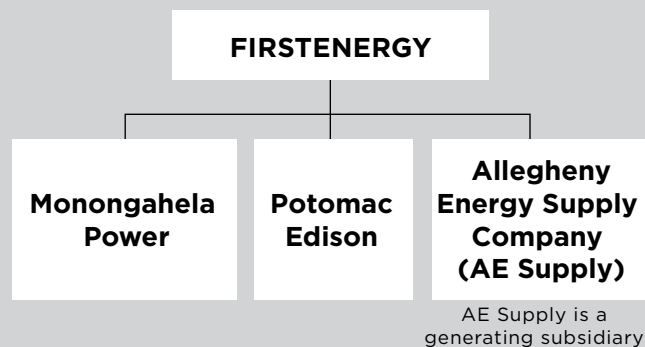 FIRSTENERGY
Monongahela
Power
Potomac
Edison
Allegheny
Energy Supply
Company
(AE Supply)
AE Supply is a
generating subsidiary